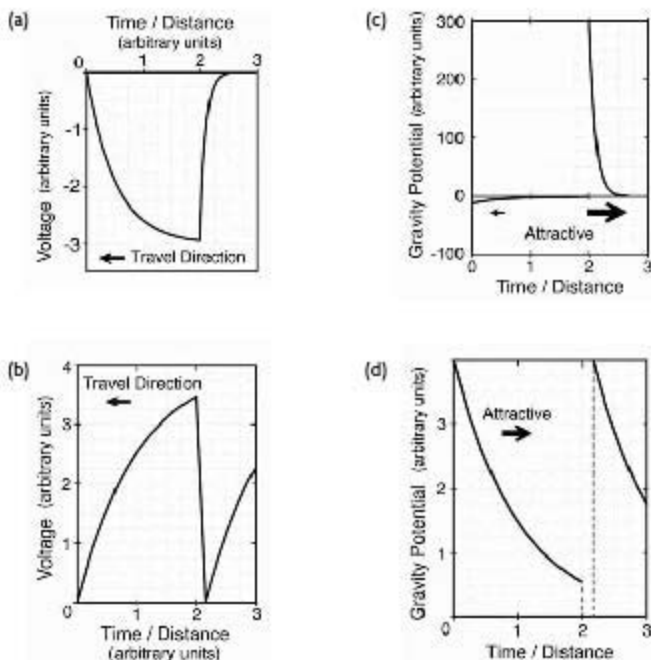 (a)
Time / Distance
(arbitrary units)
0 1 2 3
-1
-2
-3
Voltage (arbitrary units)
Travel Direction
(c)
300
200
100
0
-100
Gravity Potential (arbitrary units)
Attractive
0 1 2 3
Time / Distance
(b)
4
3
2
1
0
Voltage (arbitrary units)
Travel Direction
0 1 2 3
Time / Distance
(arbitrary units)
(d)
3
2
1
Gravity Potential (arbitrary units)
Attractive
0 1 2 3
Time / Distance